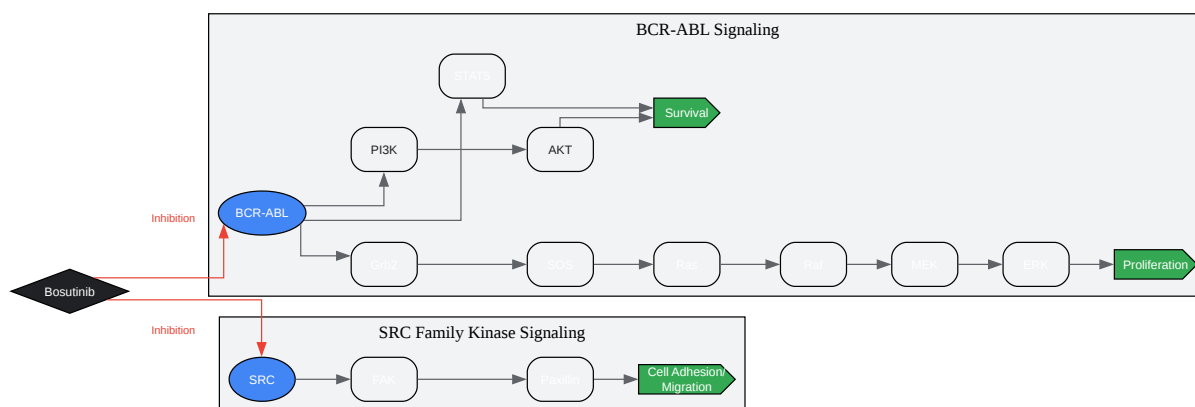 BCR-ABL Signaling
STAT5
Survival
PI3K
AKT
BCR-ABL
Inhibition
Grb2
SOS
Ras
Raf
MEK
ERK
Proliferation
Bosutinib
Inhibition
SRC Family Kinase Signaling
SRC
FAK
Paxillin
Cell Adhesion/
Migration